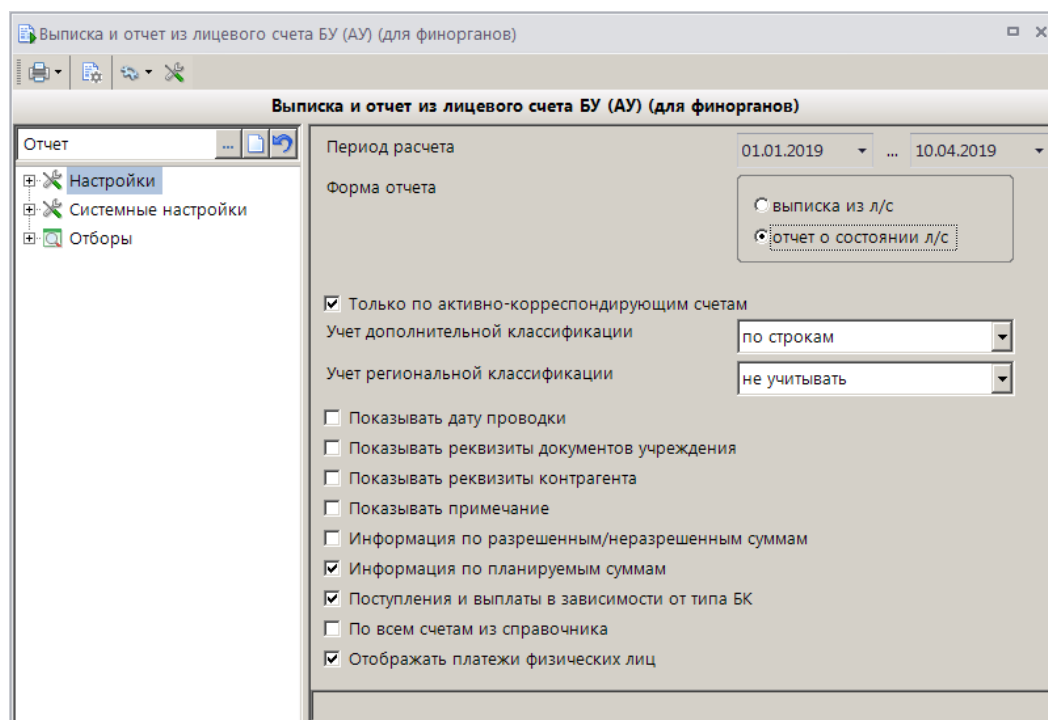 Выписка и отчет из лицевого счета БУ (АУ) (для финорганов)
Выписка и отчет из лицевого счета БУ (АУ) (для финорганов)
Отчет ...
Настройки
Системные настройки
Отборы
Период расчета 01.01.2019 ... 10.04.2019
Форма отчета
выписка из л/с
отчет о состоянии л/с
Только по активно-корреспондирующим счетам
Учет дополнительной классификации по строкам
Учет региональной классификации не учитывать
Показывать дату проводки
Показывать реквизиты документов учреждения
Показывать реквизиты контрагента
Показывать примечание
Информация по разрешенным/неразрешенным суммам
Информация по планируемым суммам
Поступления и выплаты в зависимости от типа БК
По всем счетам из справочника
Отображать платежи физических лиц